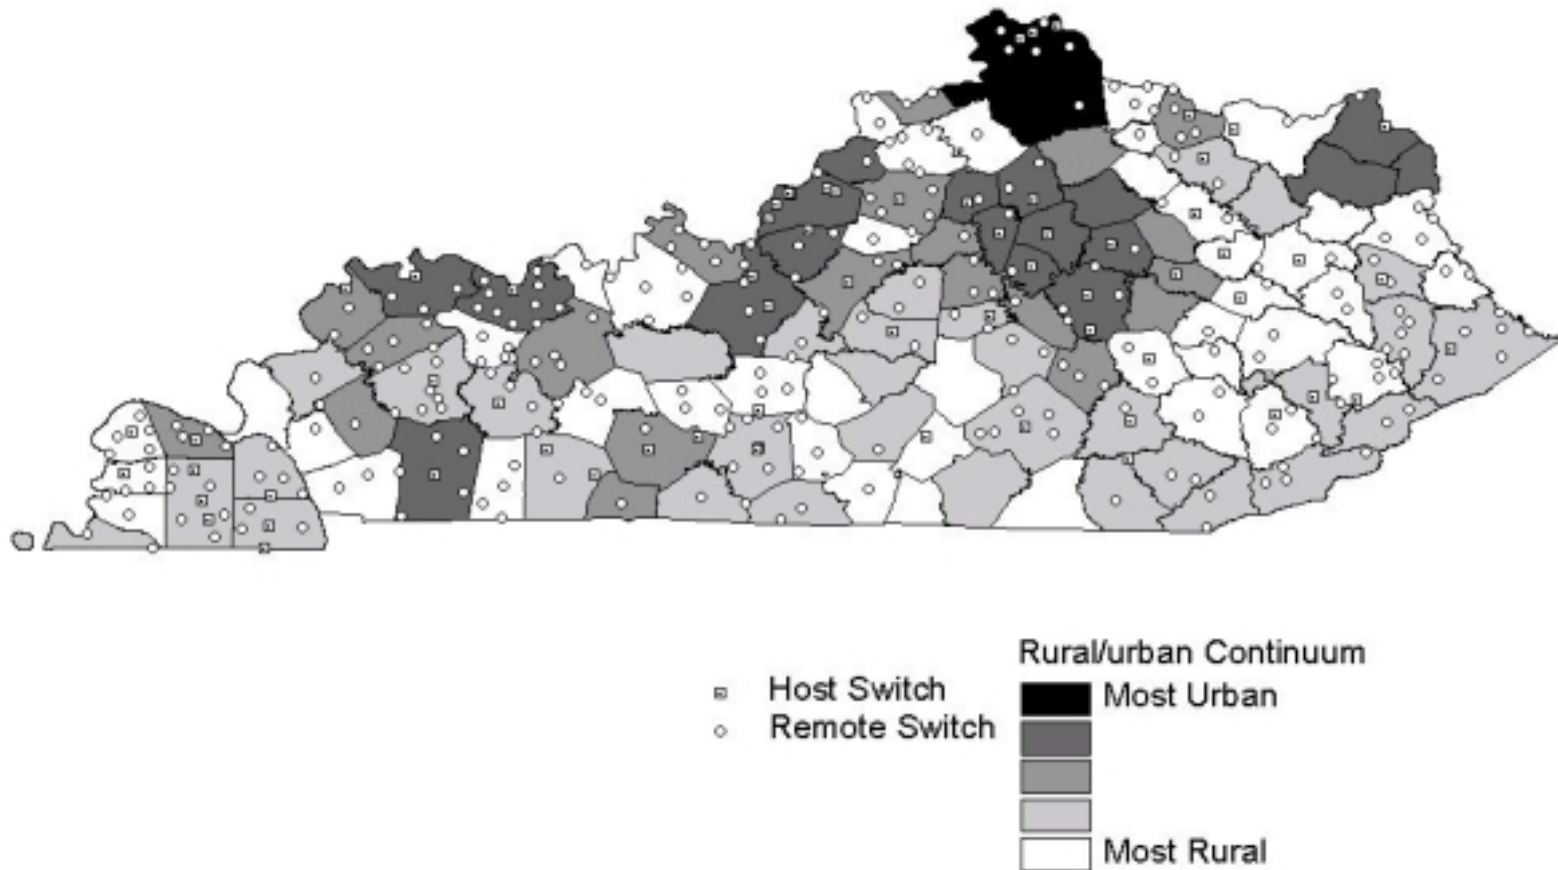 Host Switch
Remote Switch
Rural/urban Continuum
Most Urban
Most Rural